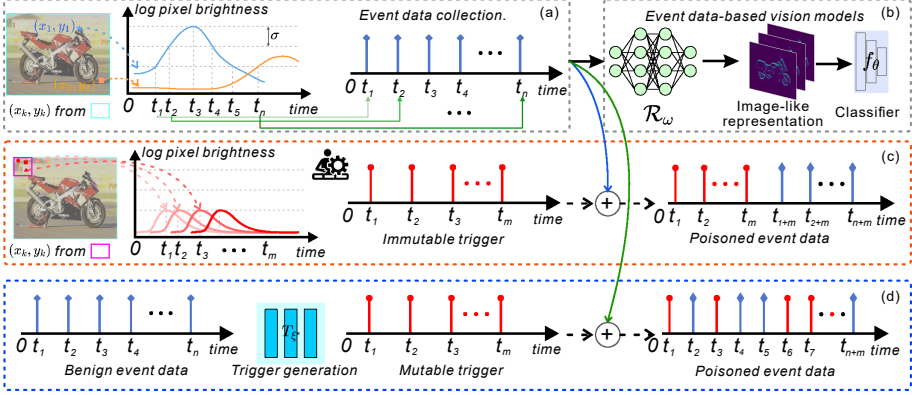 log pixel brightness
(x₁, y₁)
σ
t₁ t₂ t₃ t₄ t₅ tₙ time
(xₖ, yₖ) from
Event data collection.
(a)
0 t₁ t₂ t₃ t₄ tₙ time
Event data-based vision models
(b)
ℛ_ω
Image-like
representation
f_θ
Classifier
log pixel brightness
(xₖ, yₖ) from
0 t₁ t₂ t₃ tₘ time
0 t₁ t₂ t₃ tₘ time
Immutable trigger
+
(c)
0 t₁ t₂ tₘ t₁₊ₘ t₂₊ₘ tₙ₊ₘ time
Poisoned event data
0 t₁ t₂ t₃ t₄ tₙ time
Benign event data
T_ξ
Trigger generation
0 t₁ t₂ t₃ tₘ time
Mutable trigger
+
(d)
0 t₁ t₂ t₃ t₄ t₅ t₆ t₇ tₙ₊ₘ time
Poisoned event data